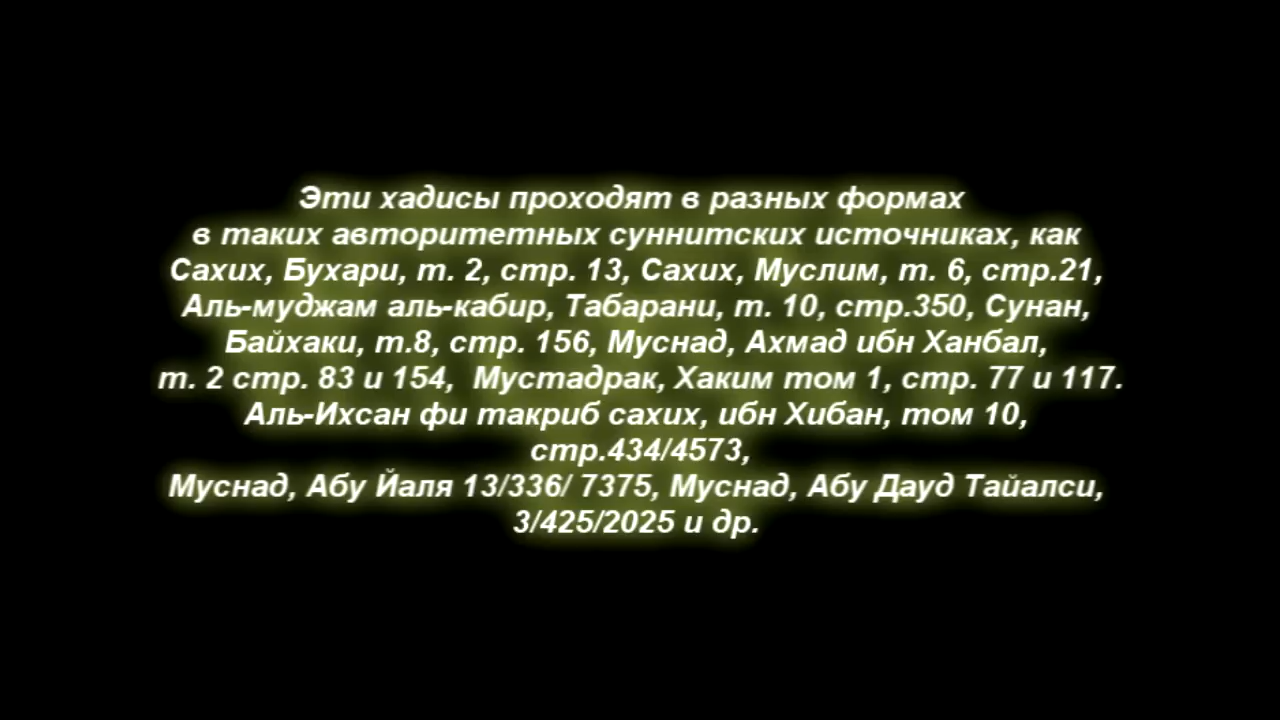 Эти хадисы проходят в разных формах
в таких авторитетных суннитских источниках, как
Сахих, Бухари, т. 2, стр. 13, Сахих, Муслим, т. 6, стр.21,
Аль-муджам аль-кабир, Табарани, т. 10, стр.350, Сунан,
Байхаки, т.8, стр. 156, Муснад, Ахмад ибн Ханбал,
т. 2 стр. 83 и 154, Мустадрак, Хаким том 1, стр. 77 и 117.
Аль-Ихсан фи такриб сахих, ибн Хибан, том 10,
стр.434/4573,
Муснад, Абу Йаля 13/336/ 7375, Муснад, Абу Дауд Тайалси,
3/425/2025 и др.